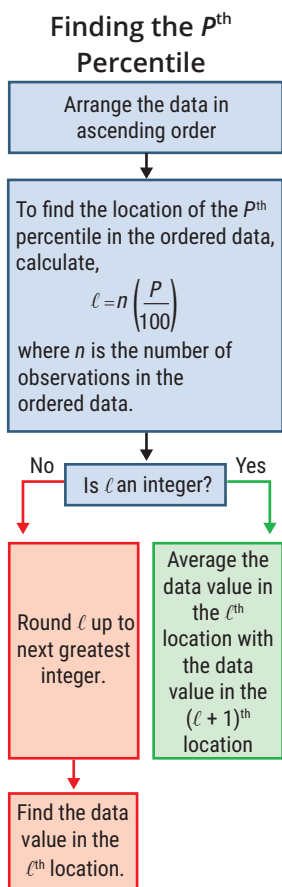 Finding the Pᵗʰ
Percentile
Arrange the data in
ascending order
To find the location of the Pᵗʰ
percentile in the ordered data,
calculate,
ℓ = n (P/100)
where n is the number of
observations in the
ordered data.
No
Is ℓ an integer?
Yes
Round ℓ up to
next greatest
integer.
Find the data
value in the
ℓᵗʰ location.
Average the
data value in
the ℓᵗʰ
location with
the data
value in the
(ℓ + 1)ᵗʰ
location